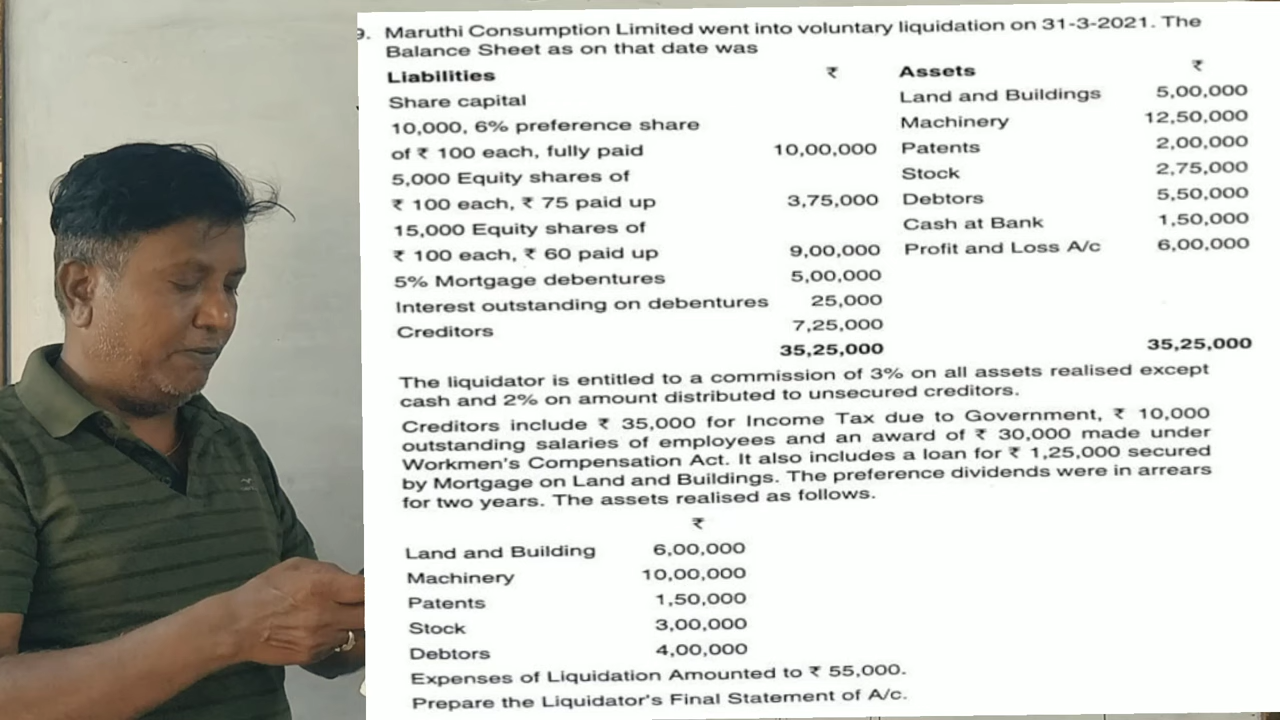 9. Maruthi Consumption Limited went into voluntary liquidation on 31-3-2021. The
Balance Sheet as on that date was
Liabilities ₹ Assets ₹
Share capital Land and Buildings 5,00,000
10,000, 6% preference share Machinery 12,50,000
of ₹ 100 each, fully paid 10,00,000 Patents 2,00,000
5,000 Equity shares of Stock 2,75,000
₹ 100 each, ₹ 75 paid up 3,75,000 Debtors 5,50,000
15,000 Equity shares of Cash at Bank 1,50,000
₹ 100 each, ₹ 60 paid up 9,00,000 Profit and Loss A/c 6,00,000
5% Mortgage debentures 5,00,000
Interest outstanding on debentures 25,000
Creditors 7,25,000
35,25,000 35,25,000
The liquidator is entitled to a commission of 3% on all assets realised except
cash and 2% on amount distributed to unsecured creditors.
Creditors include ₹ 35,000 for Income Tax due to Government, ₹ 10,000
outstanding salaries of employees and an award of ₹ 30,000 made under
Workmen's Compensation Act. It also includes a loan for ₹ 1,25,000 secured
by Mortgage on Land and Buildings. The preference dividends were in arrears
for two years. The assets realised as follows.
₹
Land and Building 6,00,000
Machinery 10,00,000
Patents 1,50,000
Stock 3,00,000
Debtors 4,00,000
Expenses of Liquidation Amounted to ₹ 55,000.
Prepare the Liquidator's Final Statement of A/c.